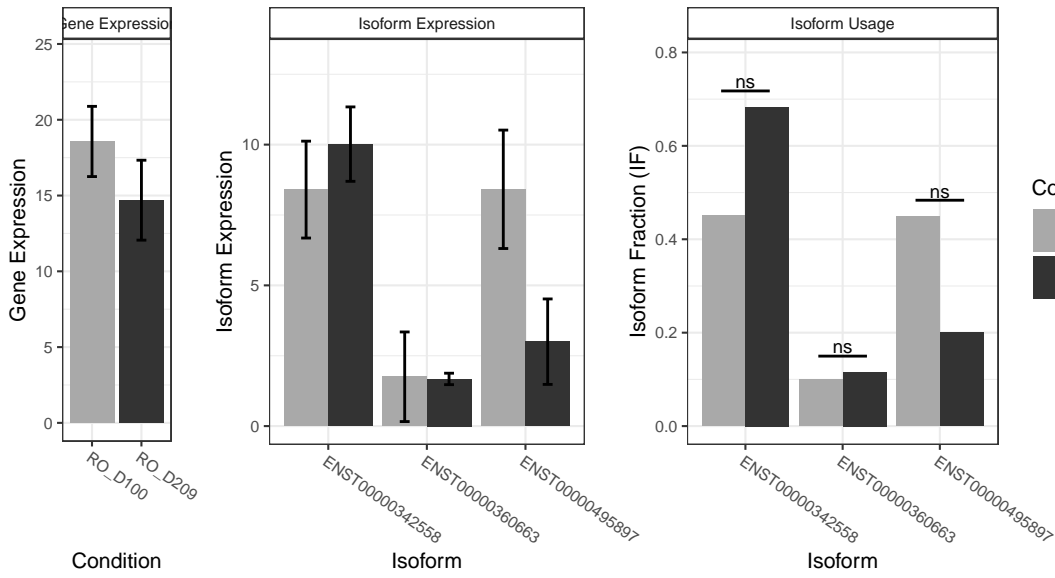 Gene Expression
Isoform Expression
Isoform Usage
Gene Expression
25
20
15
10
5
0
RO_D100
RO_D209
Condition
Isoform Expression
10
5
0
ENST00000342558
ENST00000360663
ENST00000495897
Isoform
Isoform Fraction (IF)
0.8
0.6
0.4
0.2
0.0
ns
ns
ns
ENST00000342558
ENST00000360663
ENST00000495897
Isoform
Co